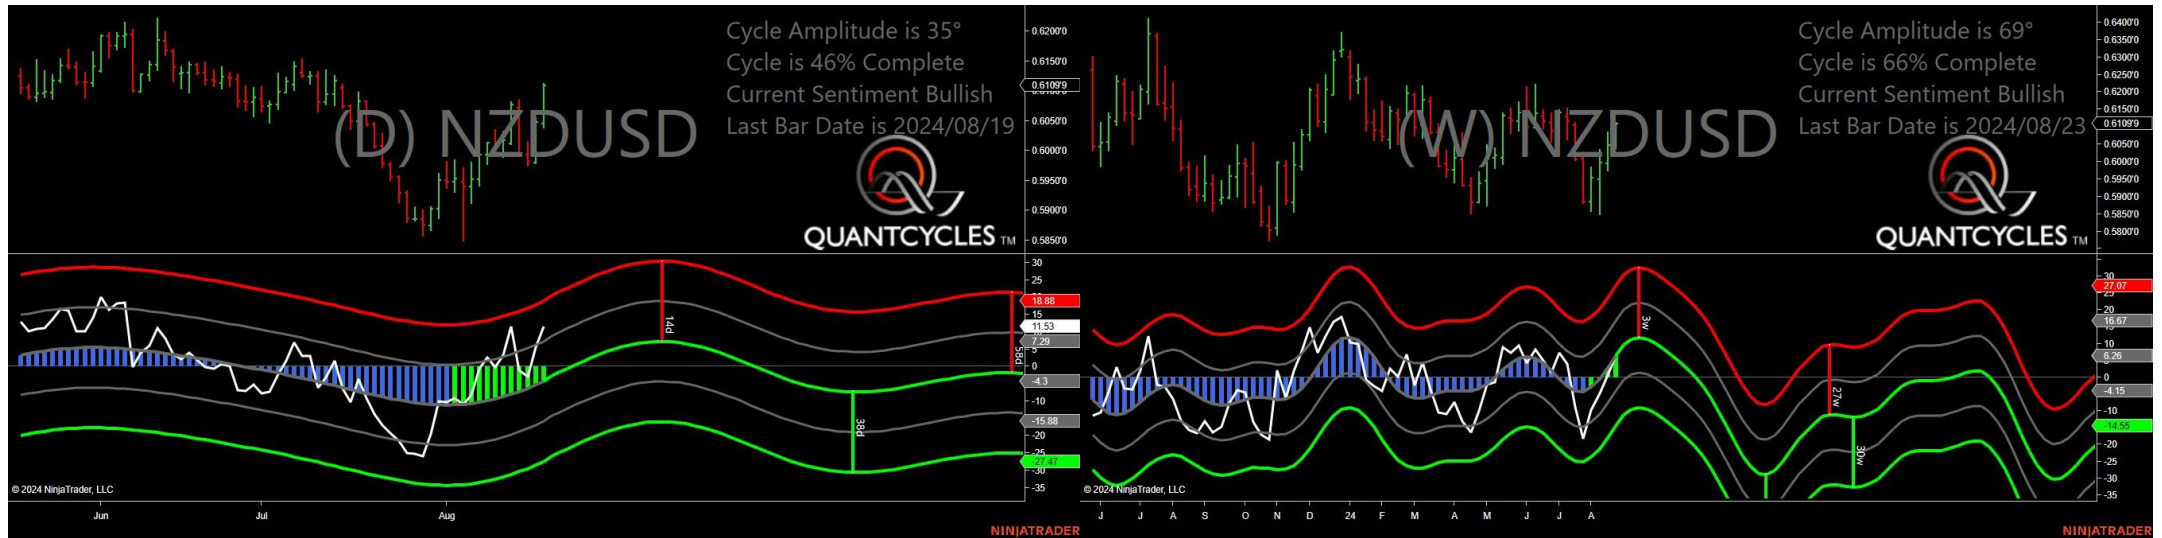 Cycle Amplitude is 35°
Cycle is 46% Complete
Current Sentiment Bullish
Last Bar Date is 2024/08/19
(D) NZDUSD
QUANTCYCLES TM
0.6200'0
0.6150'0
0.6109'9
0.6050'0
0.6000'0
0.5950'0
0.5900'0
0.5850'0
30
25
18.88
15
11.53
7.29
5
0
-4.3
-10
-15.88
-20
-25
-27.47
-30
-35
14d
38d
58d
© 2024 NinjaTrader, LLC
Jun
Jul
Aug
NINJATRADER
Cycle Amplitude is 69°
Cycle is 66% Complete
Current Sentiment Bullish
Last Bar Date is 2024/08/23
(W) NZDUSD
QUANTCYCLES TM
0.6400'0
0.6350'0
0.6300'0
0.6250'0
0.6200'0
0.6150'0
0.6109'9
0.6050'0
0.6000'0
0.5950'0
0.5900'0
0.5850'0
0.5800'0
30
27.07
25
20
16.67
15
10
6.26
0
-4.15
-10
-14.55
-20
-25
-30
-35
3w
27w
30w
© 2024 NinjaTrader, LLC
J
J
A
S
O
N
D
24
F
M
A
M
J
J
A
NINJATRADER